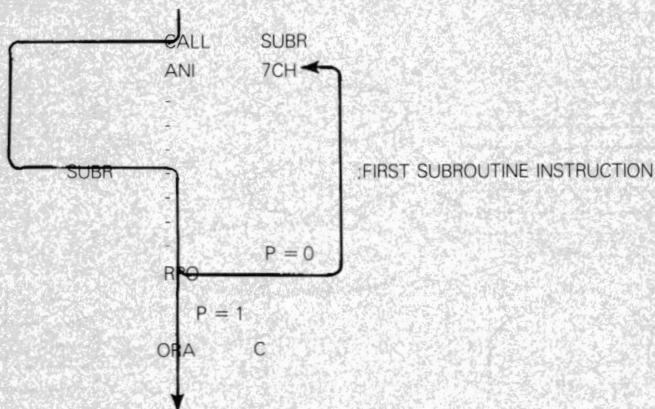 CALL SUBR
ANI 7CH
-
-
-
SUBR - ;FIRST SUBROUTINE INSTRUCTION
-
-
-
P = 0
RPO
P = 1
ORA C